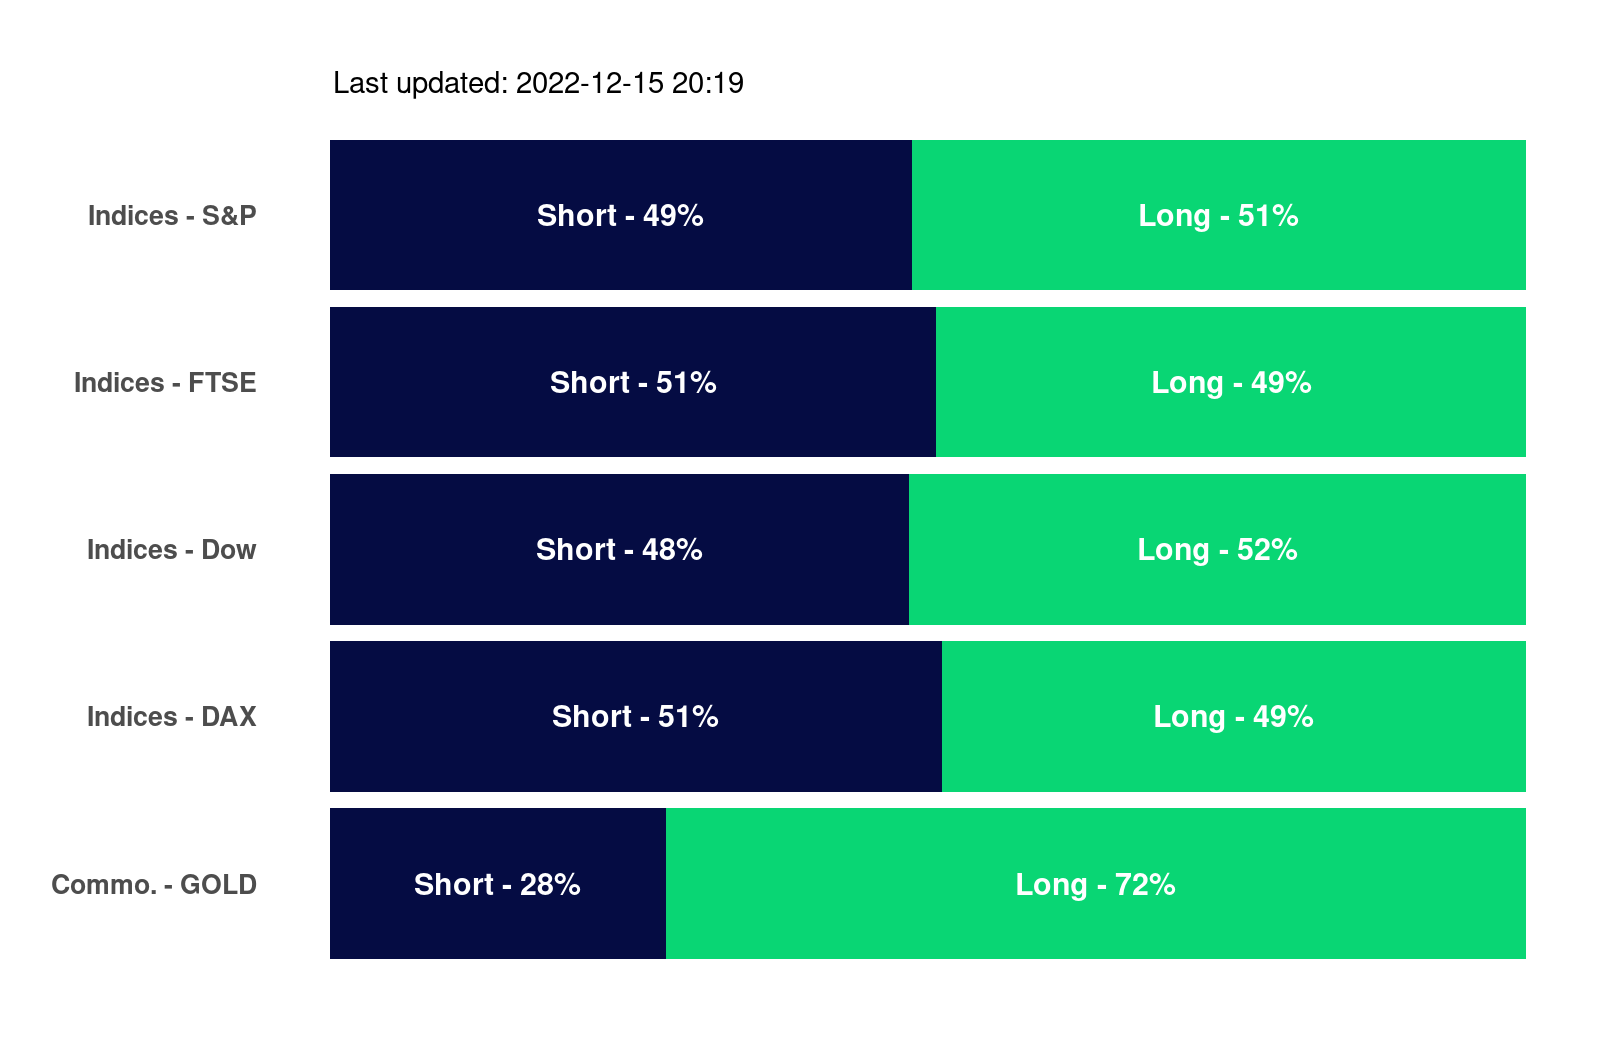 Last updated: 2022-12-15 20:19
Indices - S&P Short - 49% Long - 51%
Indices - FTSE Short - 51% Long - 49%
Indices - Dow Short - 48% Long - 52%
Indices - DAX Short - 51% Long - 49%
Commo. - GOLD Short - 28% Long - 72%